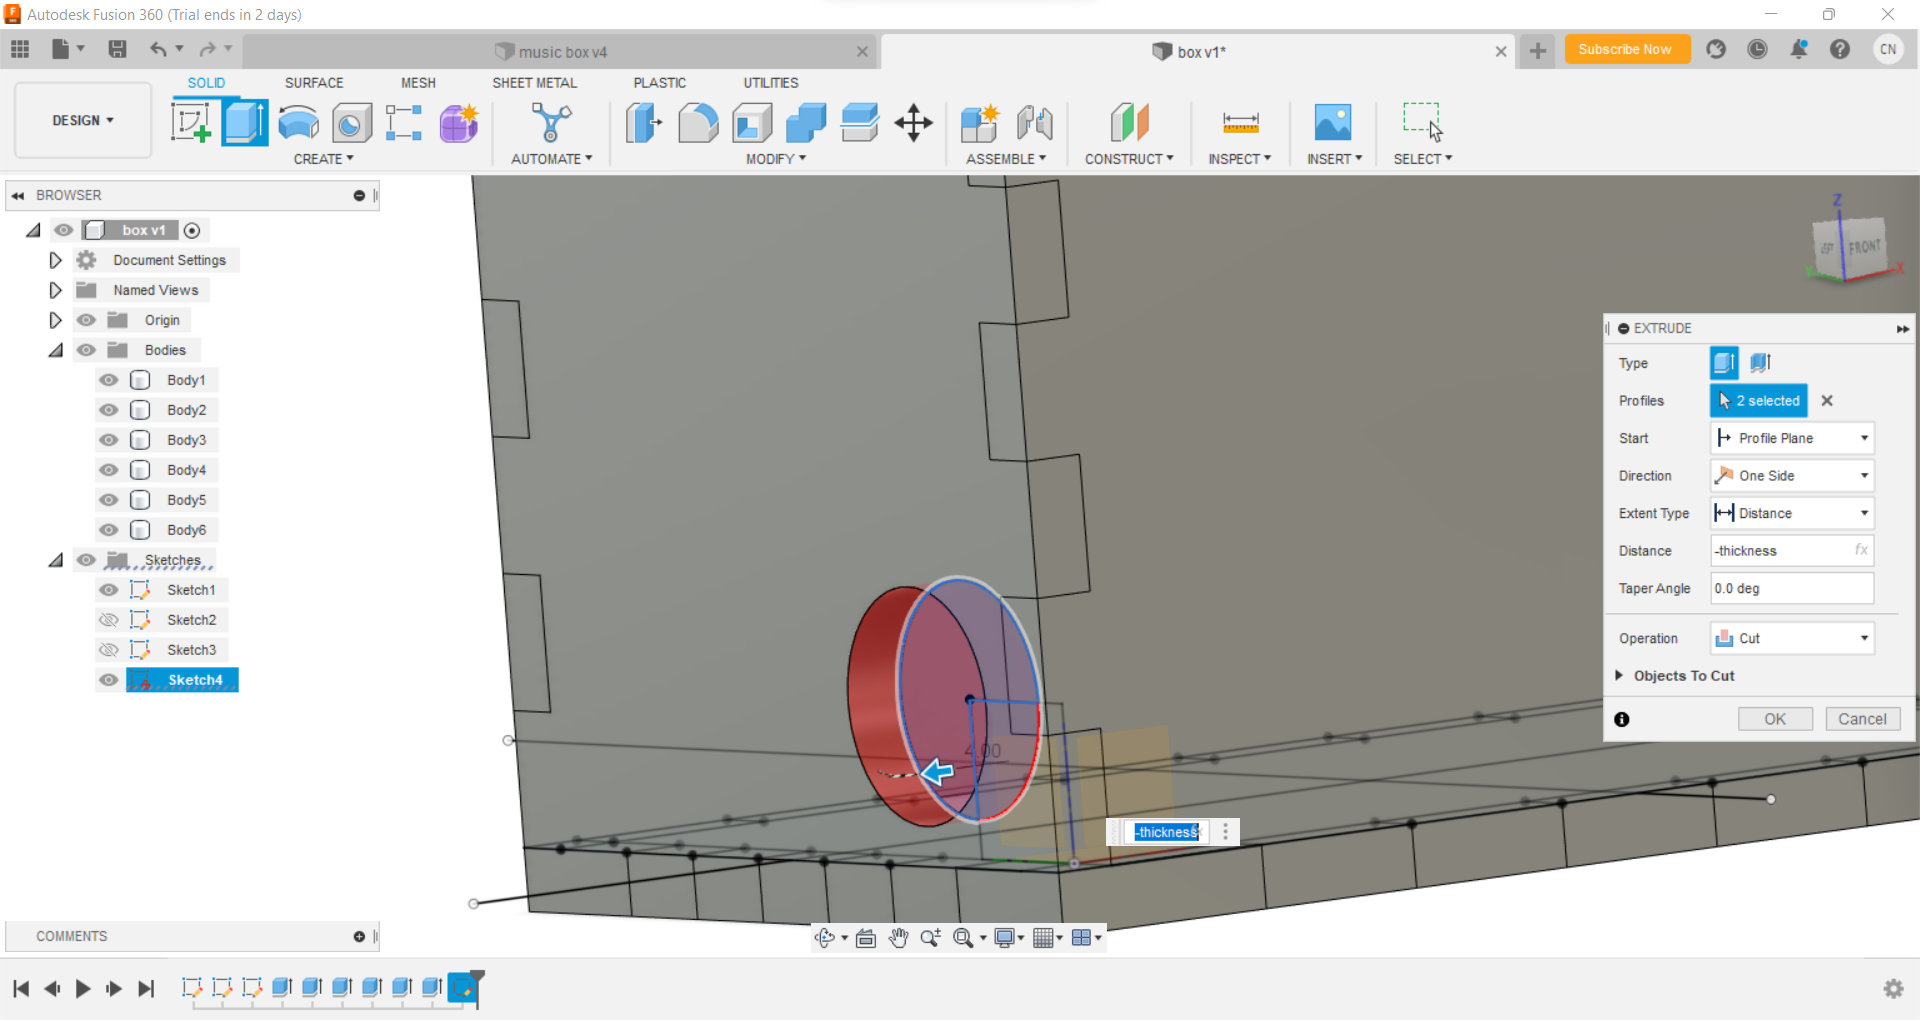 Autodesk Fusion 360 (Trial ends in 2 days)
music box v4
box v1*
Subscribe Now
CN
SOLID
SURFACE
MESH
SHEET METAL
PLASTIC
UTILITIES
DESIGN
CREATE
AUTOMATE
MODIFY
ASSEMBLE
CONSTRUCT
INSPECT
INSERT
SELECT
BROWSER
box v1
Document Settings
Named Views
Origin
Bodies
Body1
Body2
Body3
Body4
Body5
Body6
Sketches
Sketch1
Sketch2
Sketch3
Sketch4
Z
LEFT
FRONT
X
Y
EXTRUDE
Type
Profiles
2 selected
Start
Profile Plane
Direction
One Side
Extent Type
Distance
Distance
-thickness
fx
Taper Angle
0.0 deg
Operation
Cut
Objects To Cut
OK
Cancel
4.00
-thickness
COMMENTS